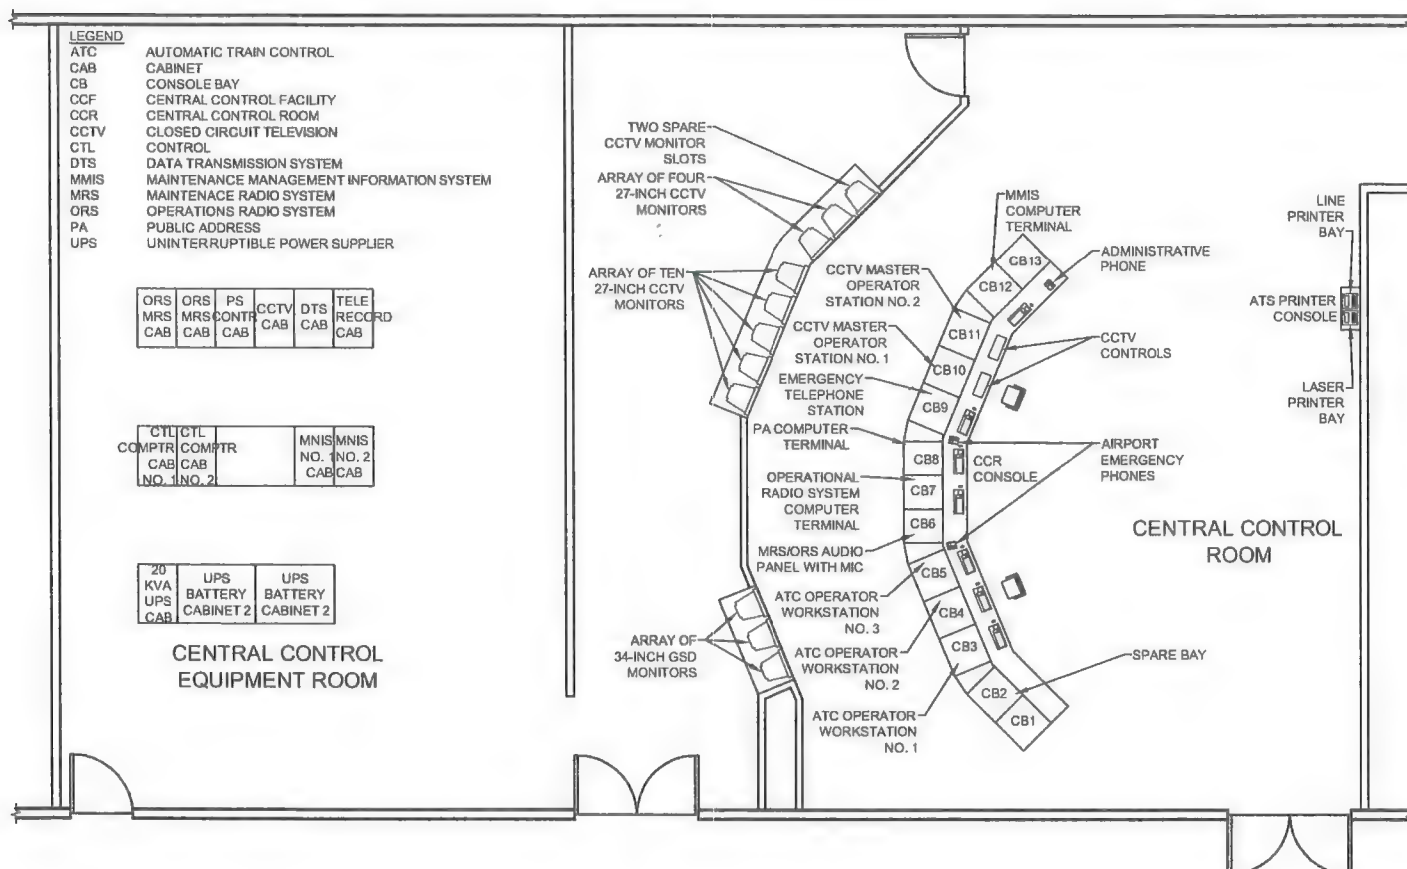 LEGEND
ATC AUTOMATIC TRAIN CONTROL
CAB CABINET
CB CONSOLE BAY
CCF CENTRAL CONTROL FACILITY
CCR CENTRAL CONTROL ROOM
CCTV CLOSED CIRCUIT TELEVISION
CTL CONTROL
DTS DATA TRANSMISSION SYSTEM
MMIS MAINTENANCE MANAGEMENT INFORMATION SYSTEM
MRS MAINTENACE RADIO SYSTEM
ORS OPERATIONS RADIO SYSTEM
PA PUBLIC ADDRESS
UPS UNINTERRUPTIBLE POWER SUPPLIER
ORS
MRS
CAB
ORS
MRS
CAB
PS
CONTR
CAB
CCTV
CAB
DTS
CAB
TELE
RECORD
CAB
CTL
COMPTR
CAB
NO. 1
CTL
COMPTR
CAB
NO. 2
MNIS
NO. 1
CAB
MNIS
NO. 2
CAB
20
KVA
UPS
CAB
UPS
BATTERY
CABINET 2
UPS
BATTERY
CABINET 2
CENTRAL CONTROL
EQUIPMENT ROOM
TWO SPARE
CCTV MONITOR
SLOTS
ARRAY OF FOUR
27-INCH CCTV
MONITORS
ARRAY OF TEN
27-INCH CCTV
MONITORS
ARRAY OF
34-INCH GSD
MONITORS
MMIS
COMPUTER
TERMINAL
CCTV MASTER
OPERATOR
STATION NO. 2
CCTV MASTER
OPERATOR
STATION NO. 1
EMERGENCY
TELEPHONE
STATION
PA COMPUTER
TERMINAL
OPERATIONAL
RADIO SYSTEM
COMPUTER
TERMINAL
MRS/ORS AUDIO
PANEL WITH MIC
ATC OPERATOR
WORKSTATION
NO. 3
ATC OPERATOR
WORKSTATION
NO. 2
ATC OPERATOR
WORKSTATION
NO. 1
CB13
CB12
CB11
CB10
CB9
CB8
CB7
CB6
CB5
CB4
CB3
CB2
CB1
CCR
CONSOLE
ADMINISTRATIVE
PHONE
CCTV
CONTROLS
AIRPORT
EMERGENCY
PHONES
SPARE BAY
LINE
PRINTER
BAY
ATS PRINTER
CONSOLE
LASER
PRINTER
BAY
CENTRAL CONTROL
ROOM